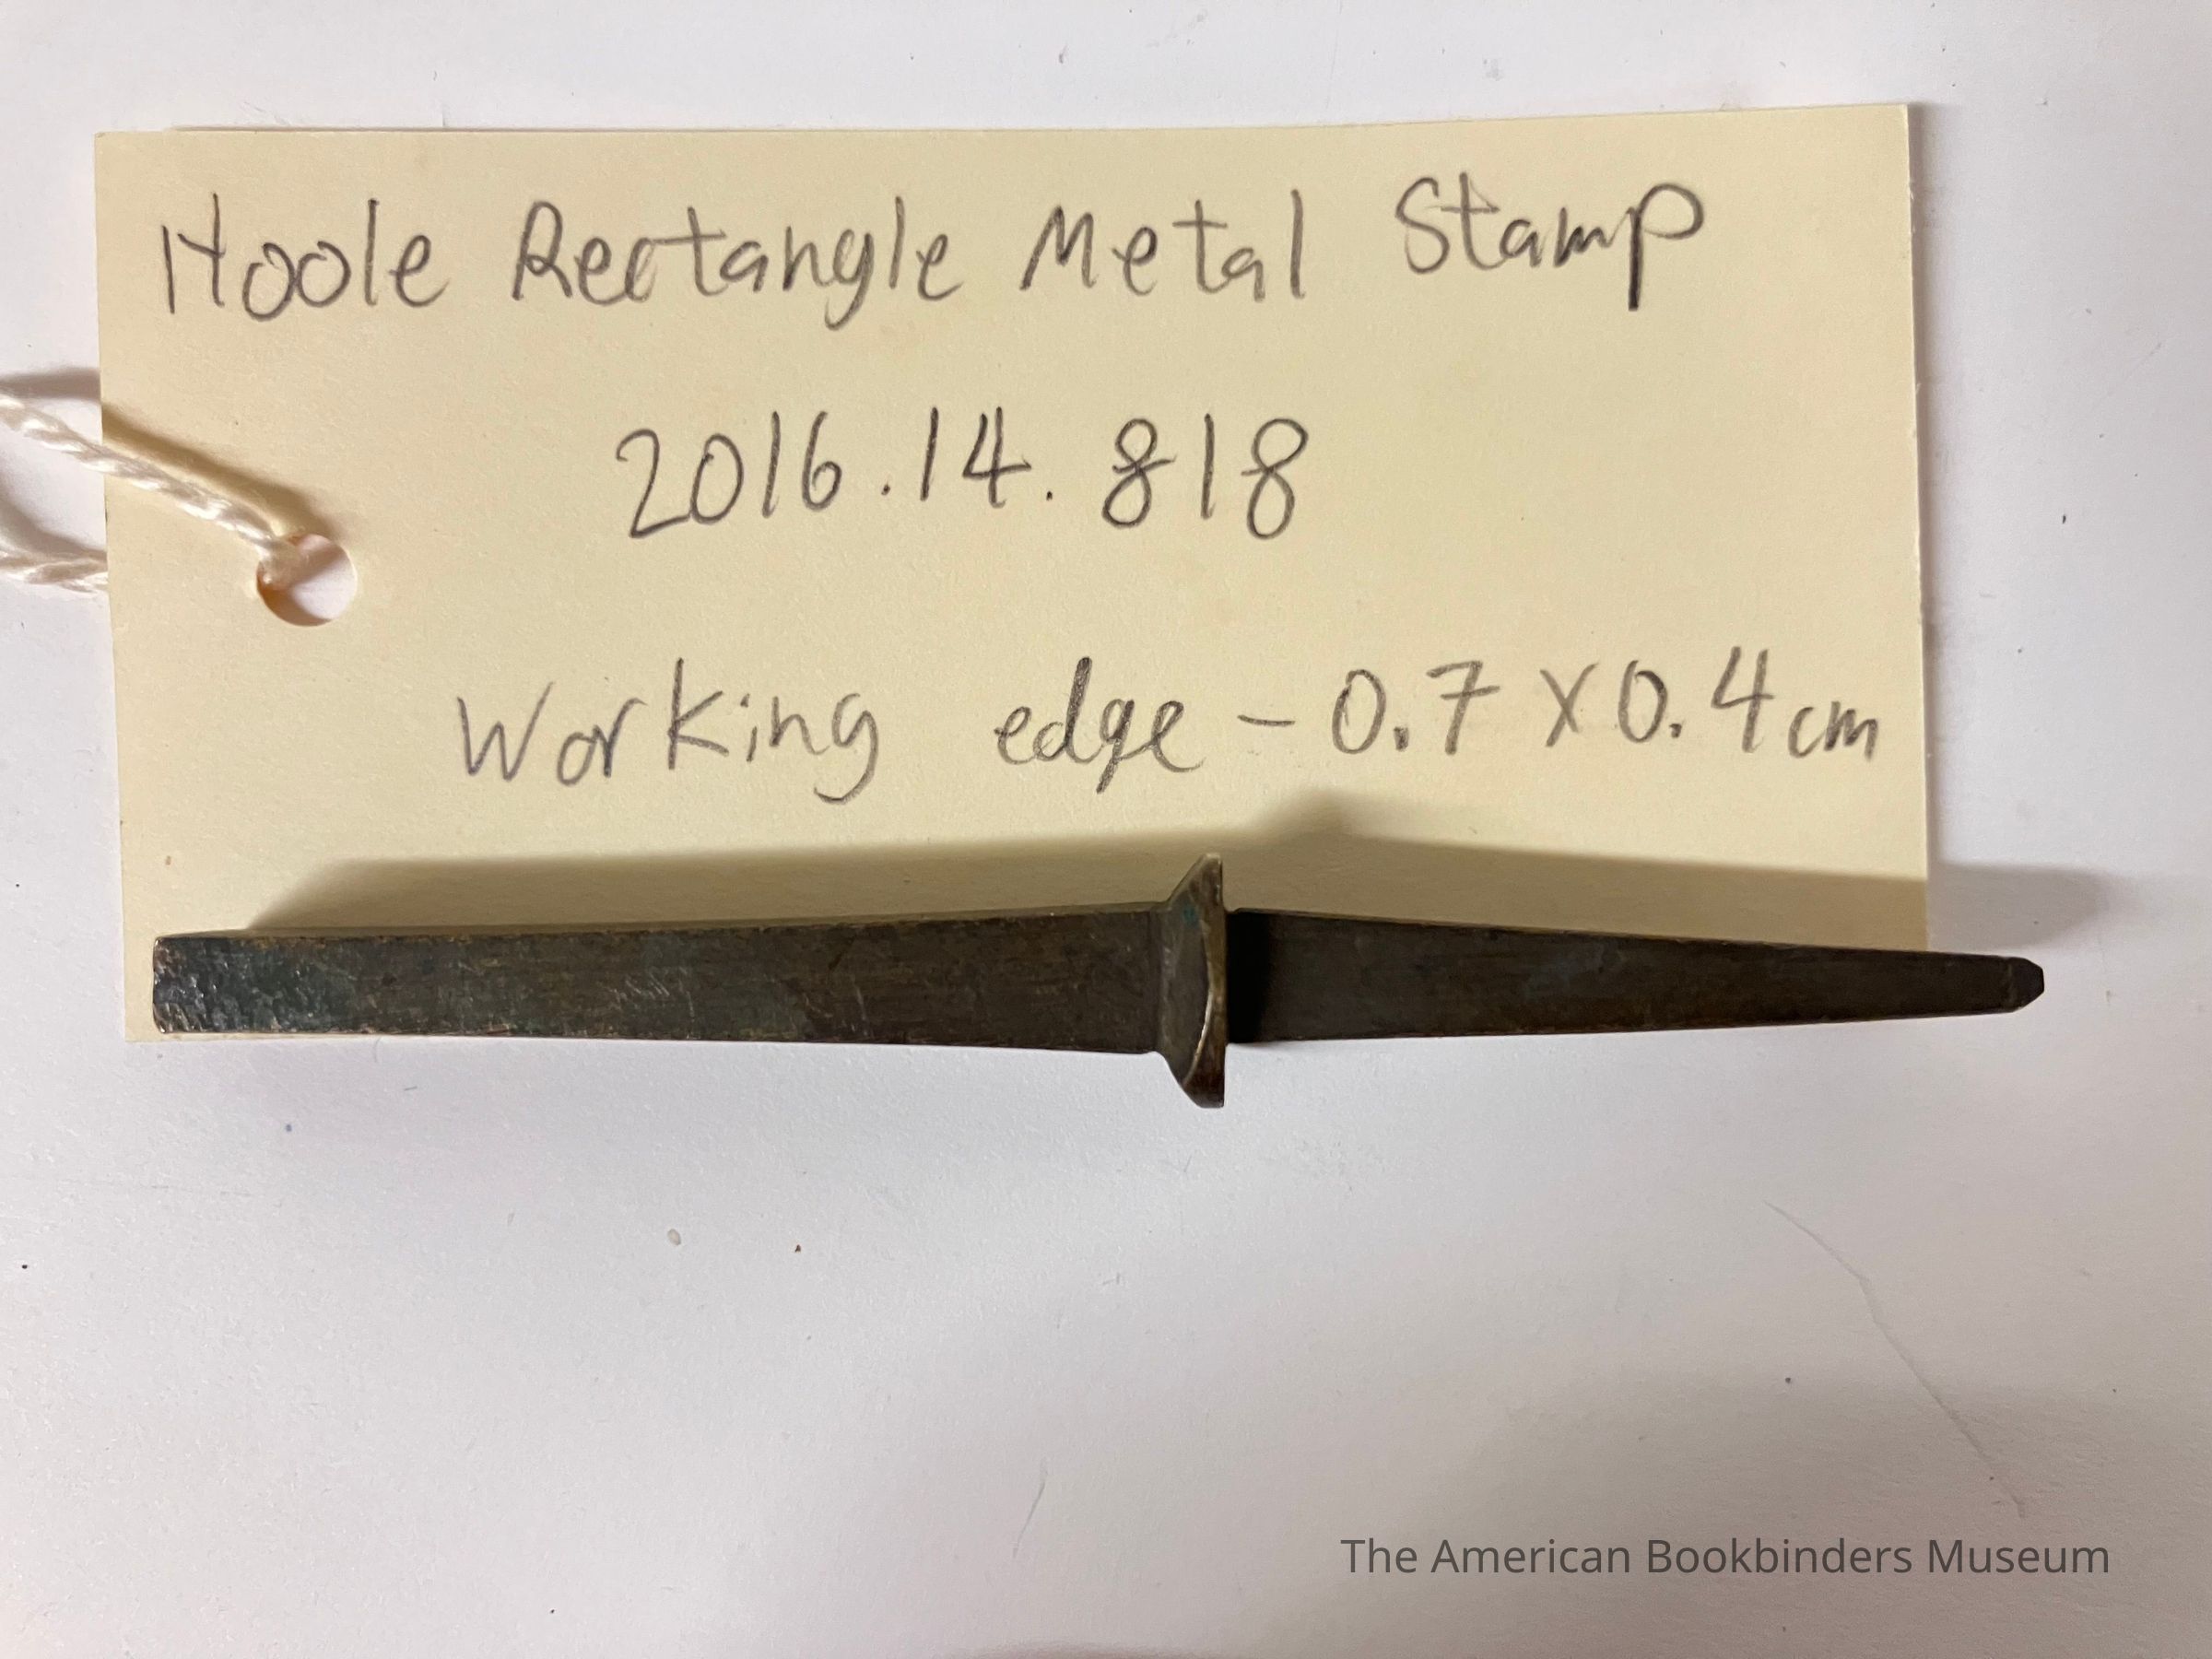 Hoole Rectangle Metal Stamp
2016.14.818
Working edge - 0.7 x 0.4 cm
The American Bookbinders Museum